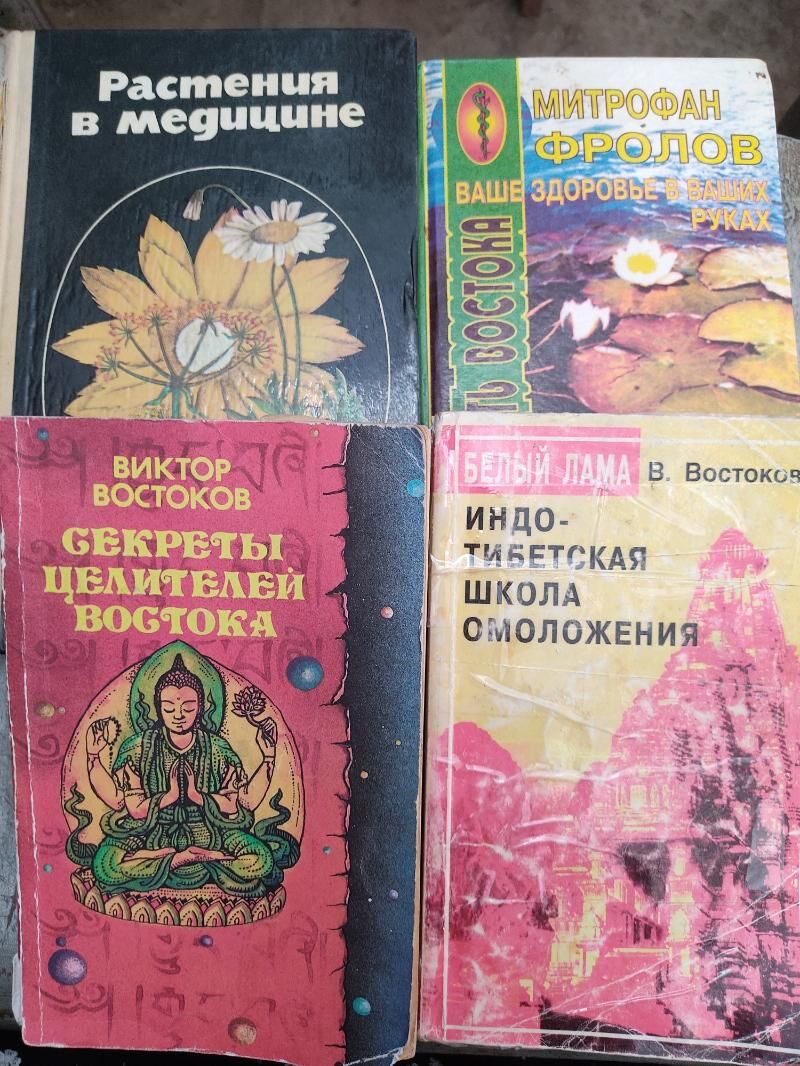 Растения
в медицине
МИТРОФАН
ФРОЛОВ
ВАШЕ ЗДОРОВЬЕ В ВАШИХ
РУКАХ
ТЬ ВОСТОКА
ВИКТОР
ВОСТОКОВ
СЕКРЕТЫ
ЦЕЛИТЕЛЕЙ
ВОСТОКА
БЕЛЫЙ ЛАМА В. Востоков
ИНДО-
ТИБЕТСКАЯ
ШКОЛА
ОМОЛОЖЕНИЯ